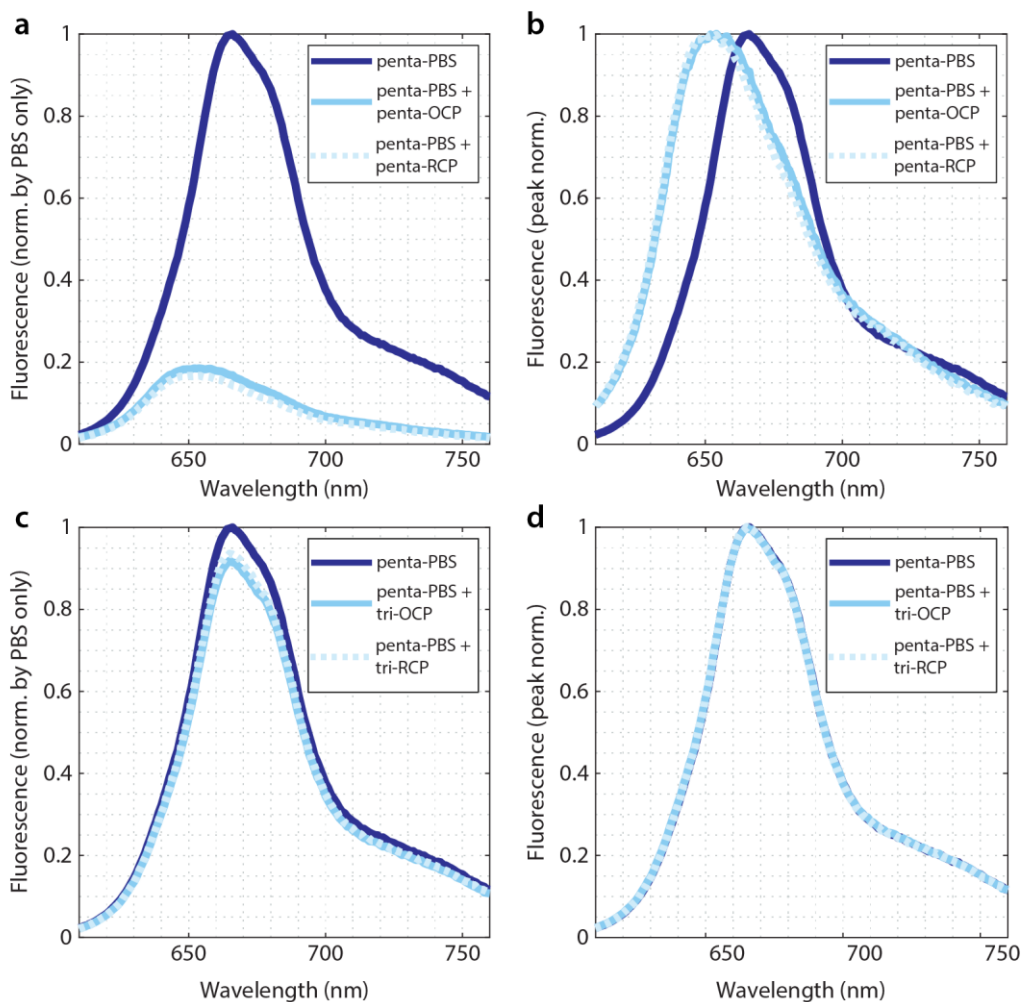 a
Fluorescence (norm. by PBS only)
1
0.8
0.6
0.4
0.2
0
650
700
750
Wavelength (nm)
penta-PBS
penta-PBS +
penta-OCP
penta-PBS +
penta-RCP
b
Fluorescence (peak norm.)
1
0.8
0.6
0.4
0.2
0
650
700
750
Wavelength (nm)
penta-PBS
penta-PBS +
penta-OCP
penta-PBS +
penta-RCP
c
Fluorescence (norm. by PBS only)
1
0.8
0.6
0.4
0.2
0
650
700
750
Wavelength (nm)
penta-PBS
penta-PBS +
tri-OCP
penta-PBS +
tri-RCP
d
Fluorescence (peak norm.)
1
0.8
0.6
0.4
0.2
0
650
700
750
Wavelength (nm)
penta-PBS
penta-PBS +
tri-OCP
penta-PBS +
tri-RCP